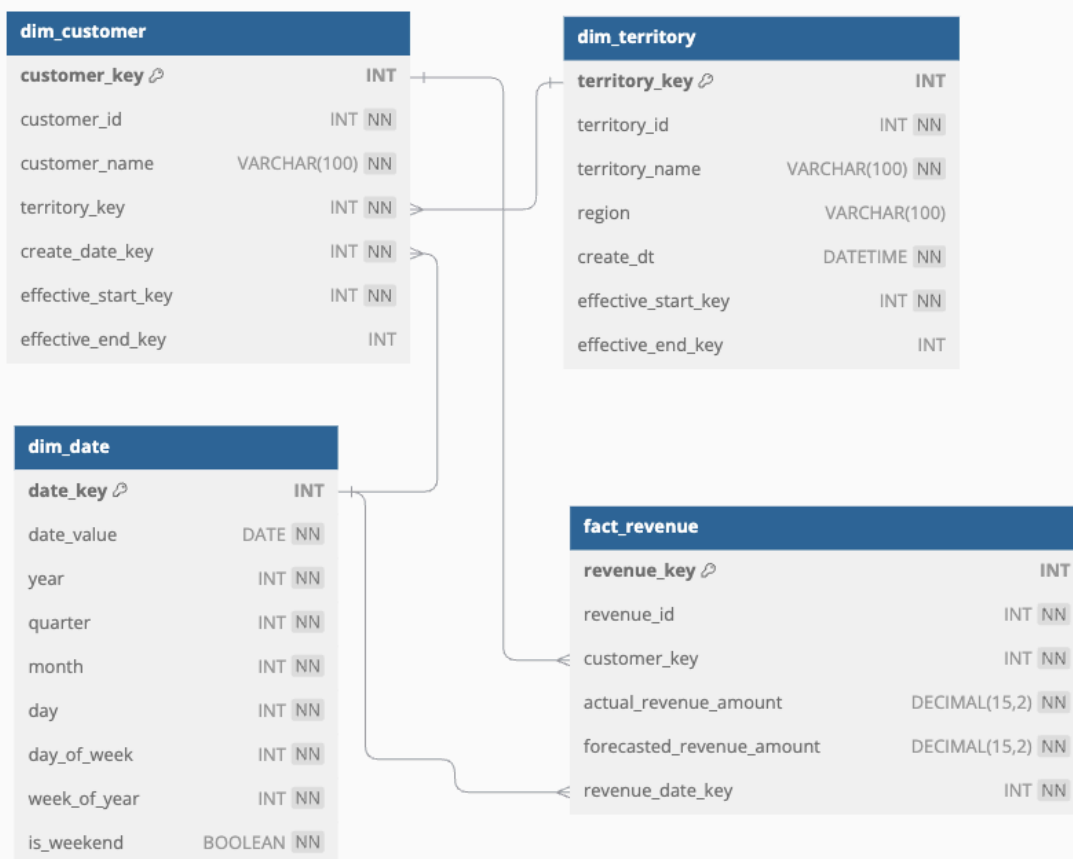 dim_customer
customer_key INT
customer_id INT NN
customer_name VARCHAR(100) NN
territory_key INT NN
create_date_key INT NN
effective_start_key INT NN
effective_end_key INT
dim_territory
territory_key INT
territory_id INT NN
territory_name VARCHAR(100) NN
region VARCHAR(100)
create_dt DATETIME NN
effective_start_key INT NN
effective_end_key INT
dim_date
date_key INT
date_value DATE NN
year INT NN
quarter INT NN
month INT NN
day INT NN
day_of_week INT NN
week_of_year INT NN
is_weekend BOOLEAN NN
fact_revenue
revenue_key INT
revenue_id INT NN
customer_key INT NN
actual_revenue_amount DECIMAL(15,2) NN
forecasted_revenue_amount DECIMAL(15,2) NN
revenue_date_key INT NN